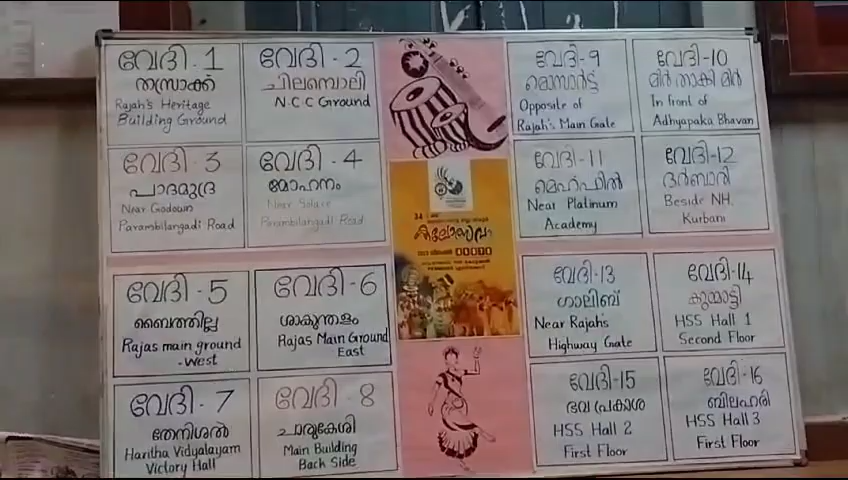 വേദി - 1
തസ്രാക്ക്
Rajah's Heritage
Building Ground
വേദി - 2
ചിലമ്പൊലി
N.C.C Ground
വേദി - 3
പാദമുദ്ര
Near Godown
Parambilangadi Road
വേദി - 4
മോഹനം
Near Solace
Parambilangadi Road
വേദി - 5
ബൈത്തില്ല
Rajas main ground
-West
വേദി - 6
ശാകുന്തളം
Rajas Main Ground
East
വേദി - 7
തേനിശൽ
Haritha Vidyalayam
Victory Hall
വേദി - 8
ചാരുകേശി
Main Building
Back Side
34
കലോത്സവം
വേദി - 9
മൊസാർട്ട്
Opposite of
Rajah's Main Gate
വേദി - 10
മിർ താക്കി മിർ
In front of
Adhyapaka Bhavan
വേദി - 11
മെഹ്ഫിൽ
Near Platinum
Academy
വേദി - 12
ദർബാരി
Beside NH.
Kurbani
വേദി - 13
ഗാലിബ്
Near Rajah's
Highway Gate
വേദി - 14
കുമ്മാട്ടി
HSS Hall 1
Second Floor
വേദി - 15
ഭാവപ്രകാശ
HSS Hall 2
First Floor
വേദി - 16
ബിലഹരി
HSS Hall 3
First Floor